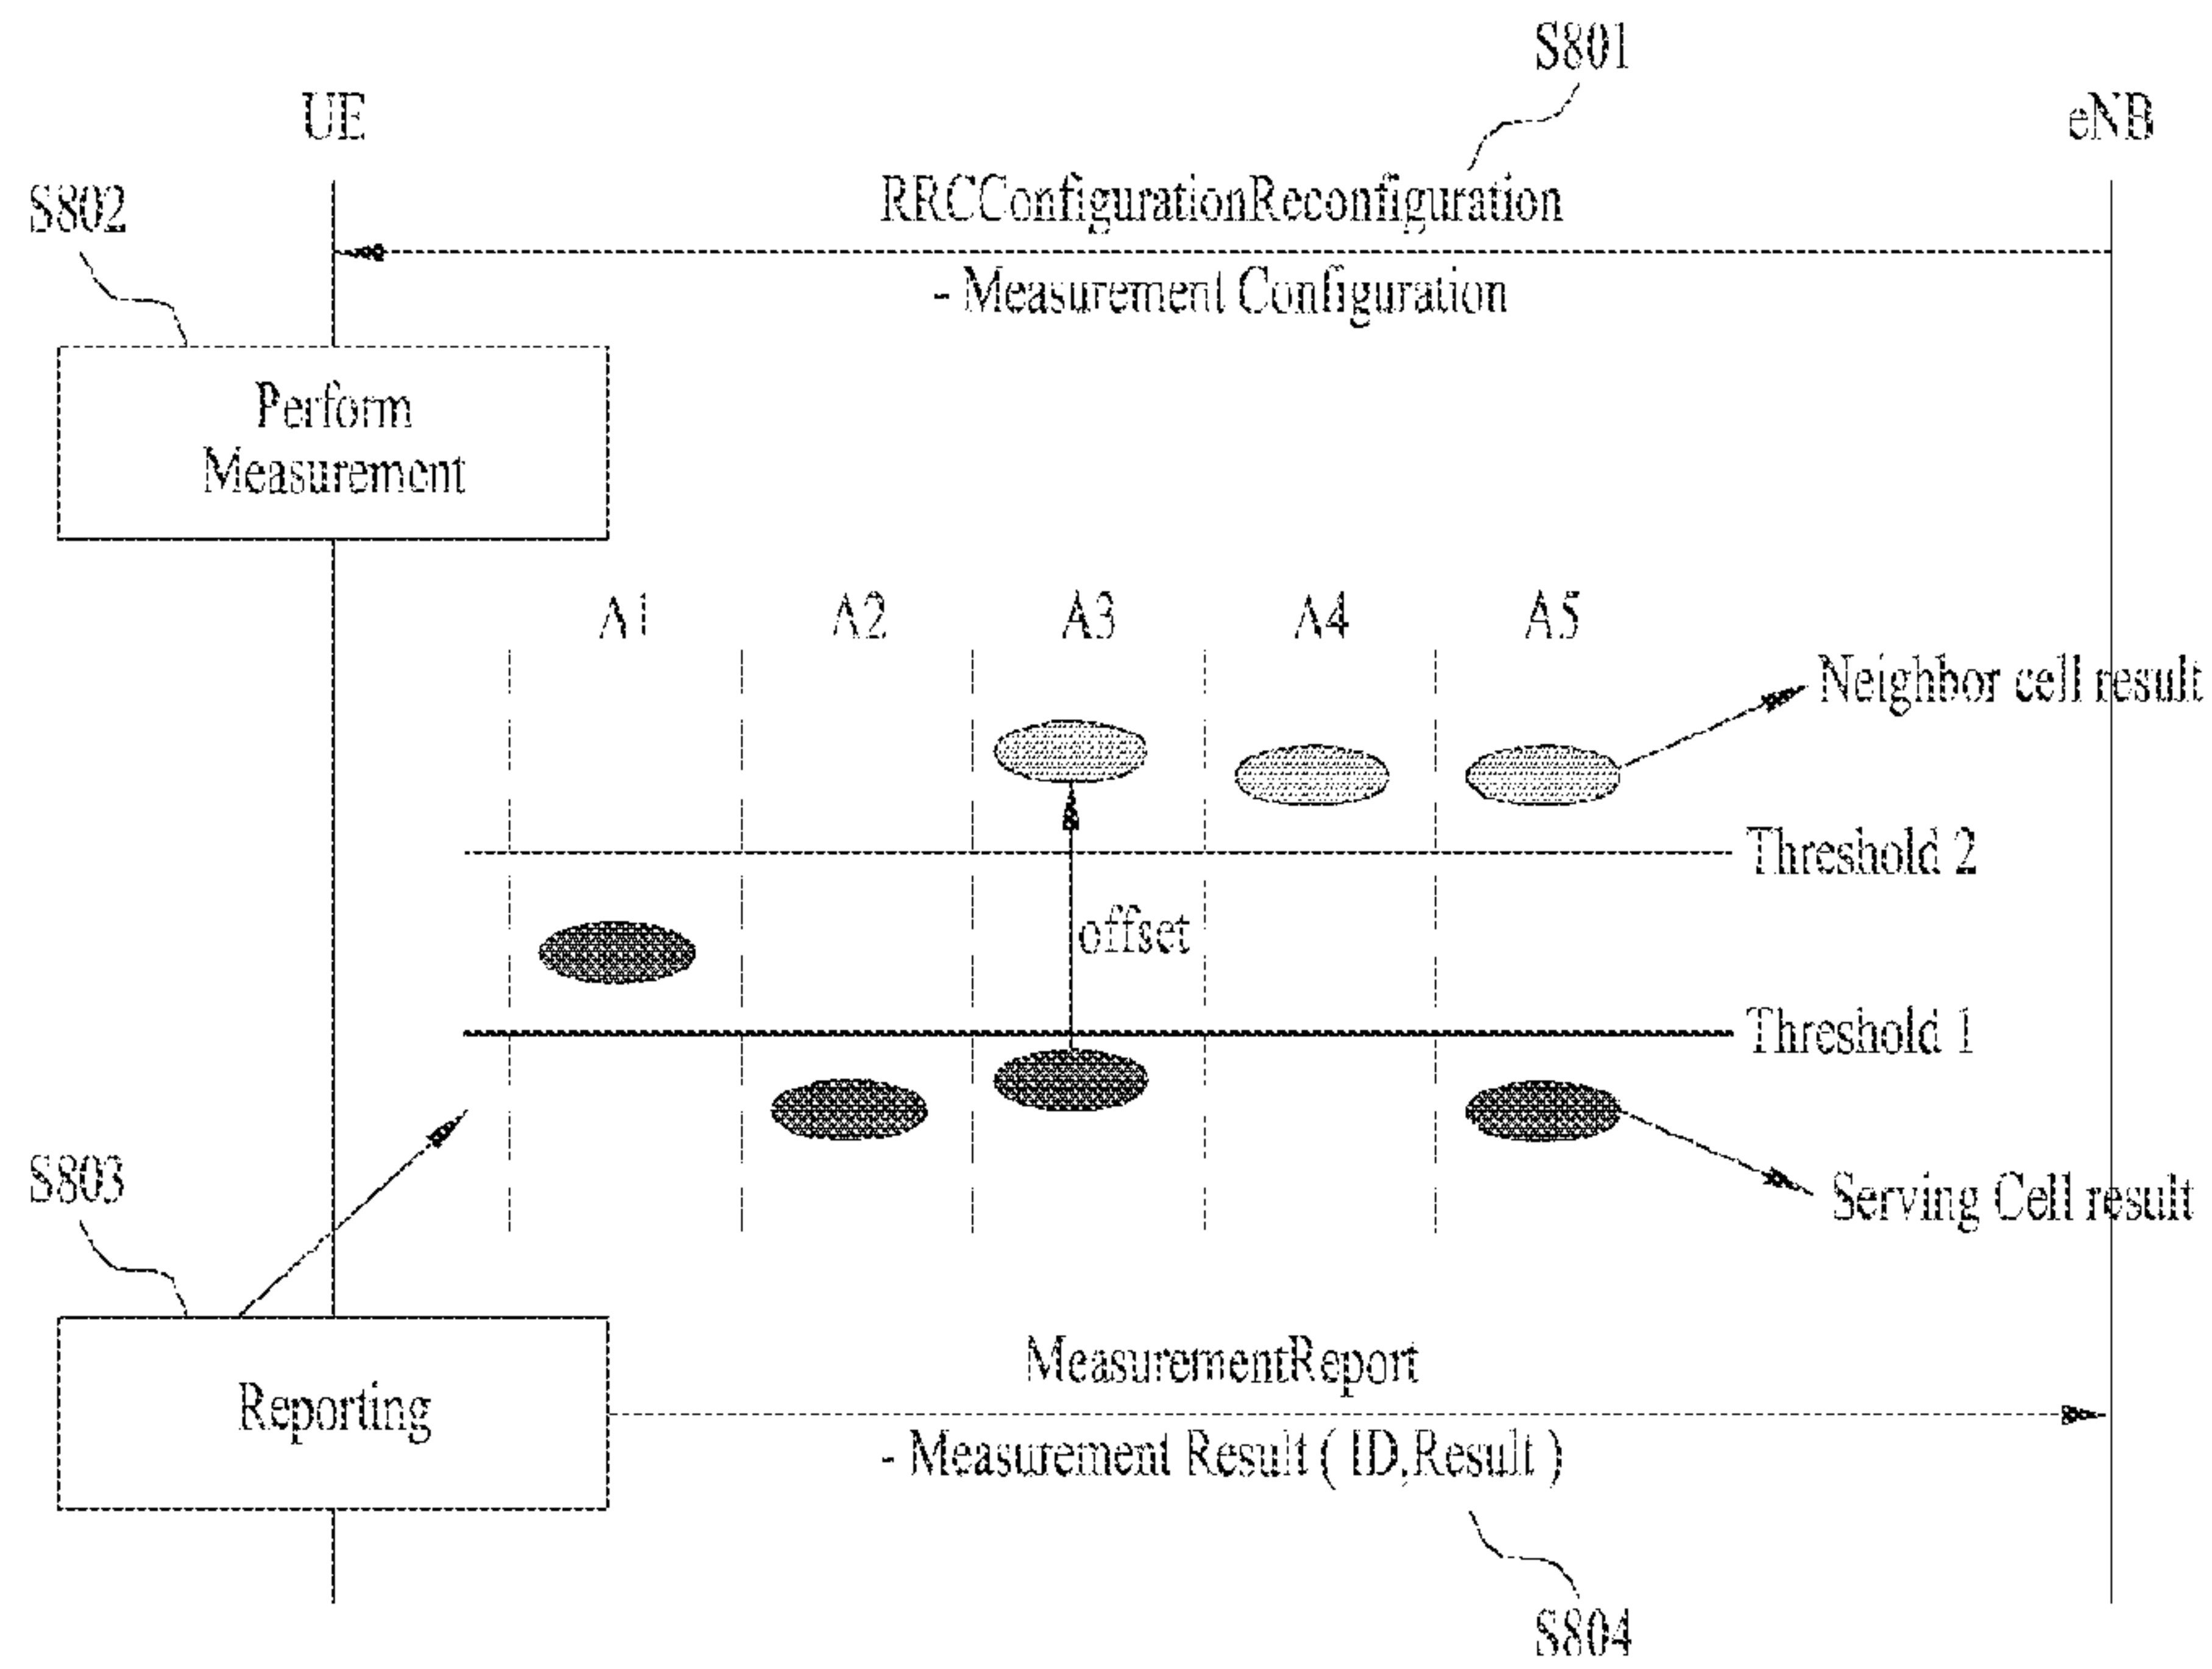 S801
UE
eNB
S802
RRCConfigurationReconfiguration
- Measurement Configuration
Perform
Measurement
A1
A2
A3
A4
A5
Neighbor cell result
Threshold 2
offset
Threshold 1
S803
Serving Cell result
MeasurementReport
Reporting
- Measurement Result ( ID,Result )
S804